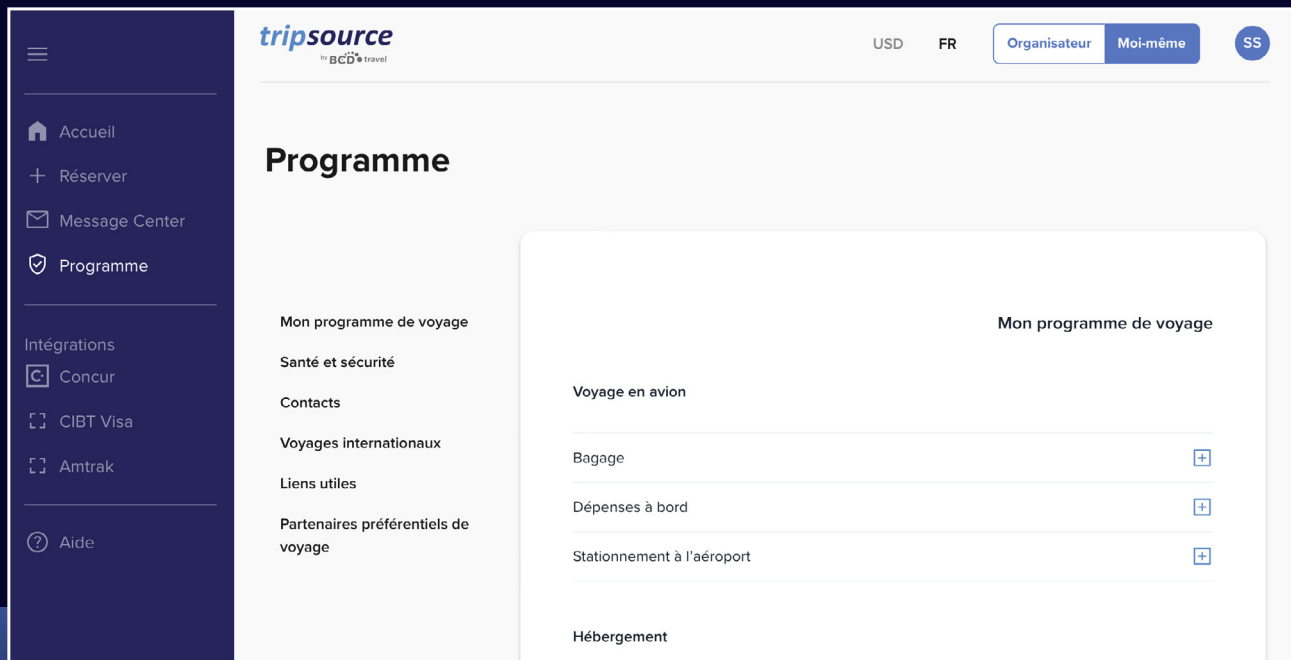 tripsource
by BCD travel
USD
FR
Organisateur
Moi-même
SS
Accueil
Réserver
Message Center
Programme
Intégrations
Concur
CIBT Visa
Amtrak
Aide
Programme
Mon programme de voyage
Santé et sécurité
Contacts
Voyages internationaux
Liens utiles
Partenaires préférentiels de
voyage
Mon programme de voyage
Voyage en avion
Bagage
Dépenses à bord
Stationnement à l'aéroport
Hébergement